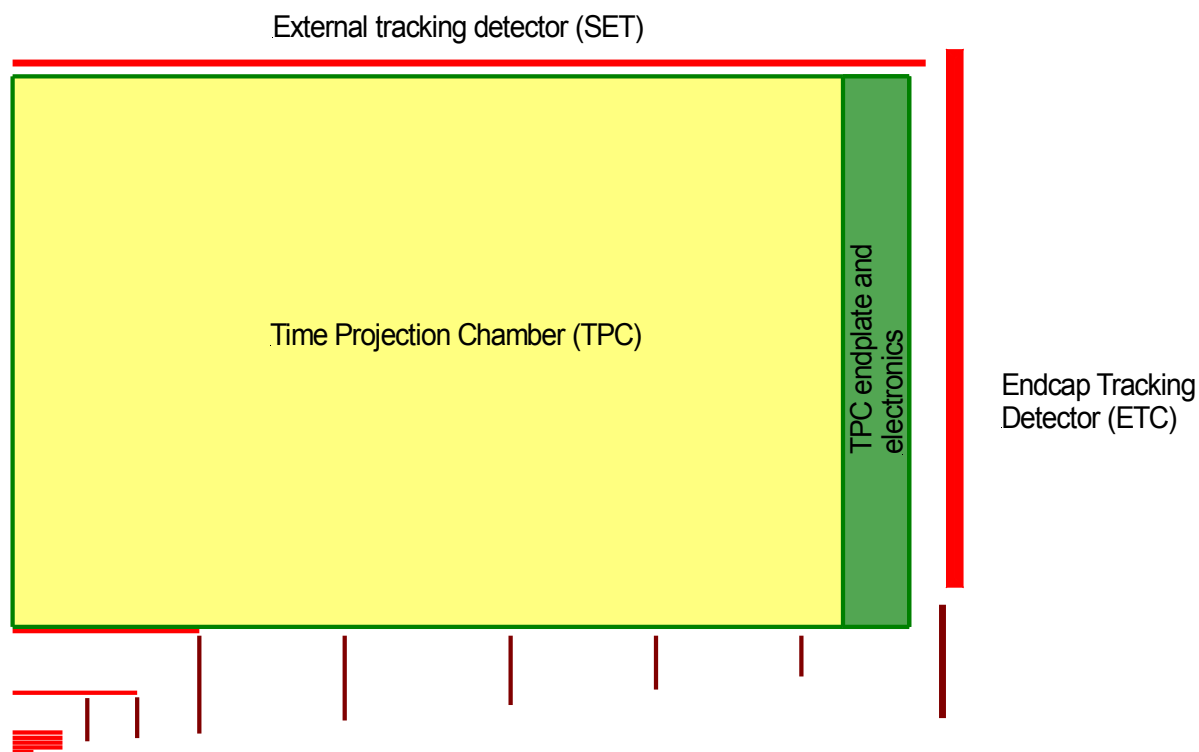 External tracking detector (SET)
Time Projection Chamber (TPC)
TPC endplate and
electronics
Endcap Tracking
Detector (ETC)